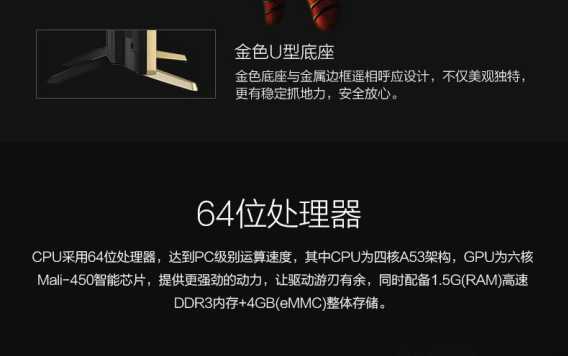 金色U型底座
金色底座与金属边框遥相呼应设计，不仅美观独特，
更有稳定抓地力，安全放心。
64位处理器
CPU采用64位处理器，达到PC级别运算速度，其中CPU为四核A53架构，GPU为六核
Mali-450智能芯片，提供更强劲的动力，让驱动游刃有余，同时配备1.5G(RAM)高速
DDR3内存+4GB(eMMC)整体存储。